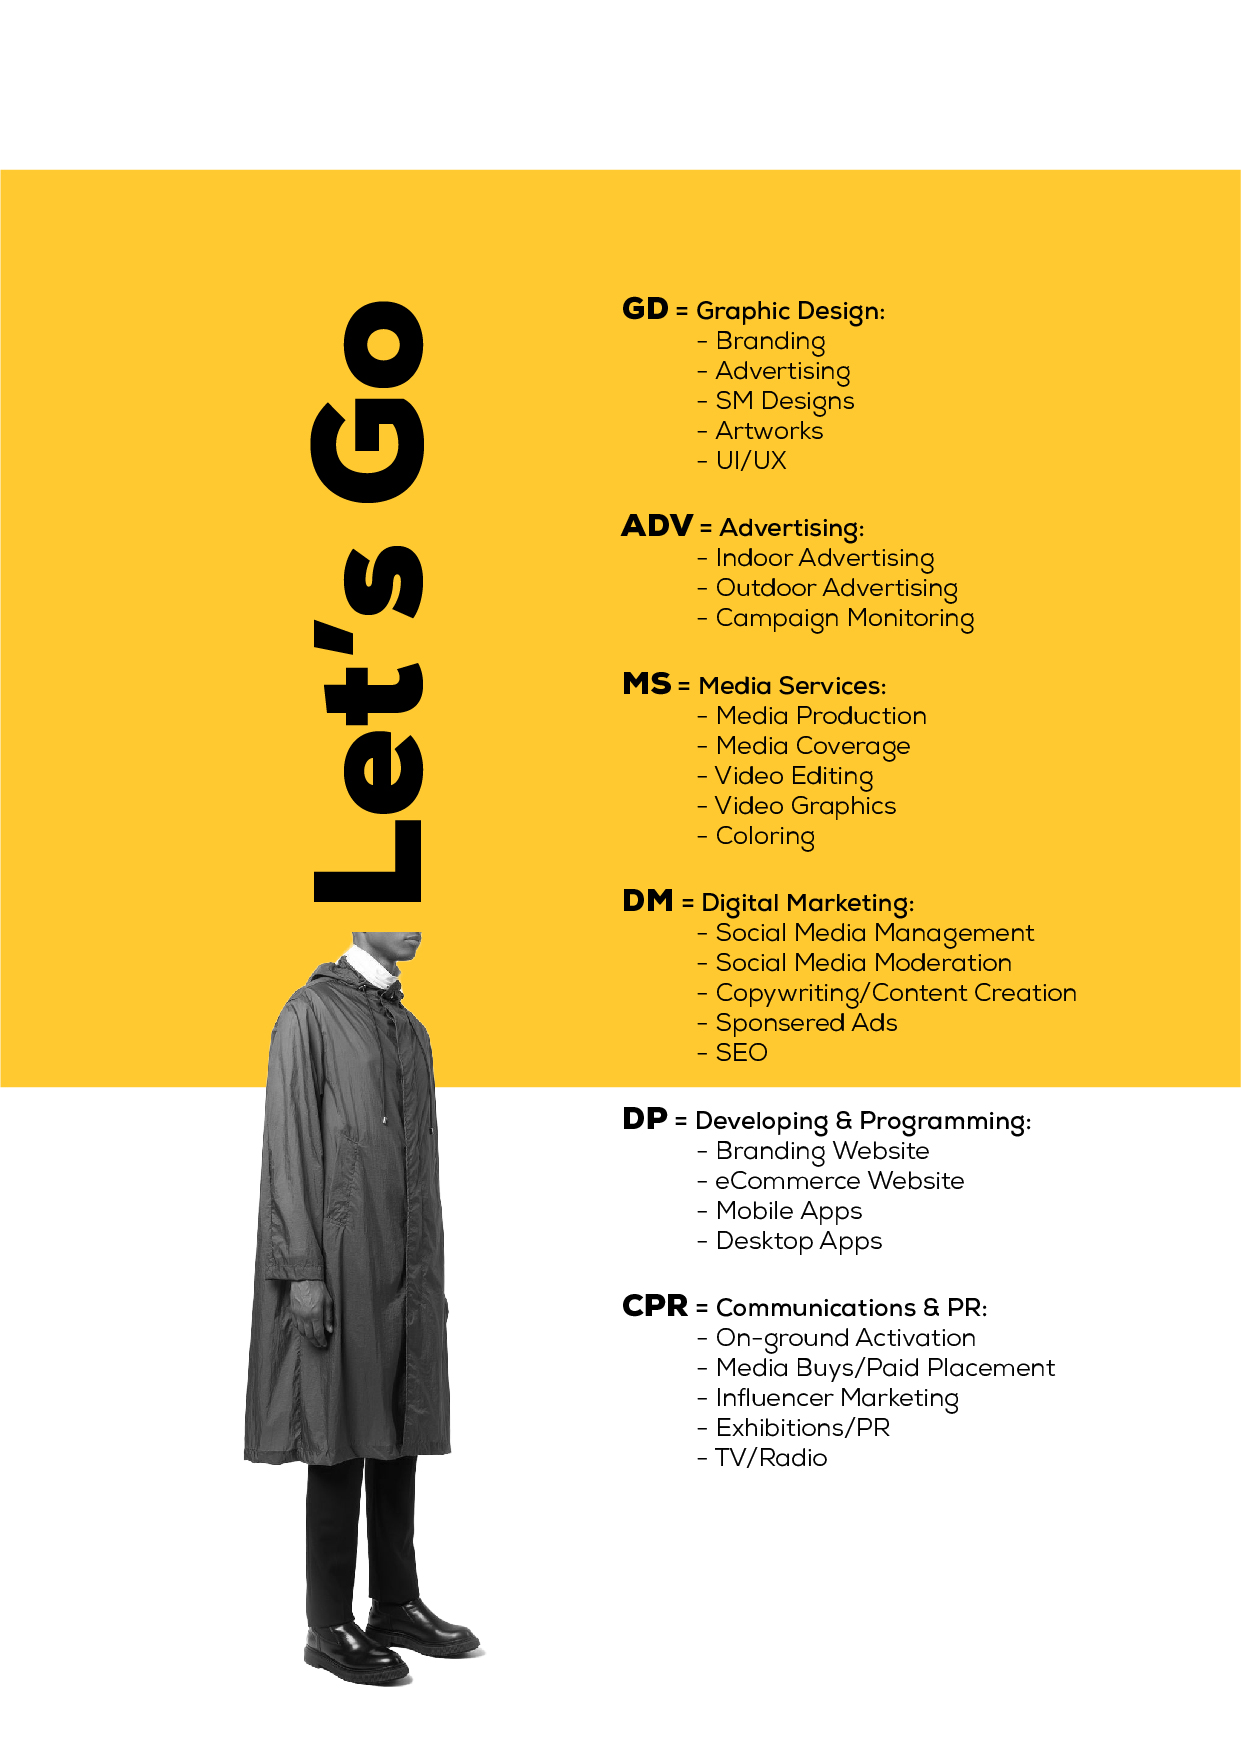 Let's Go
GD = Graphic Design:
- Branding
- Advertising
- SM Designs
- Artworks
- UI/UX
ADV = Advertising:
- Indoor Advertising
- Outdoor Advertising
- Campaign Monitoring
MS = Media Services:
- Media Production
- Media Coverage
- Video Editing
- Video Graphics
- Coloring
DM = Digital Marketing:
- Social Media Management
- Social Media Moderation
- Copywriting/Content Creation
- Sponsered Ads
- SEO
DP = Developing & Programming:
- Branding Website
- eCommerce Website
- Mobile Apps
- Desktop Apps
CPR = Communications & PR:
- On-ground Activation
- Media Buys/Paid Placement
- Influencer Marketing
- Exhibitions/PR
- TV/Radio